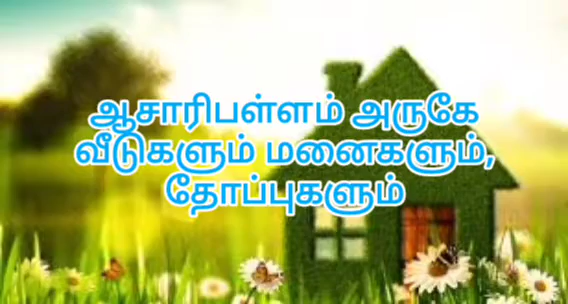 ஆசாரிபள்ளம் அருகே
வீடுகளும் மனைகளும்,
தோப்புகளும்